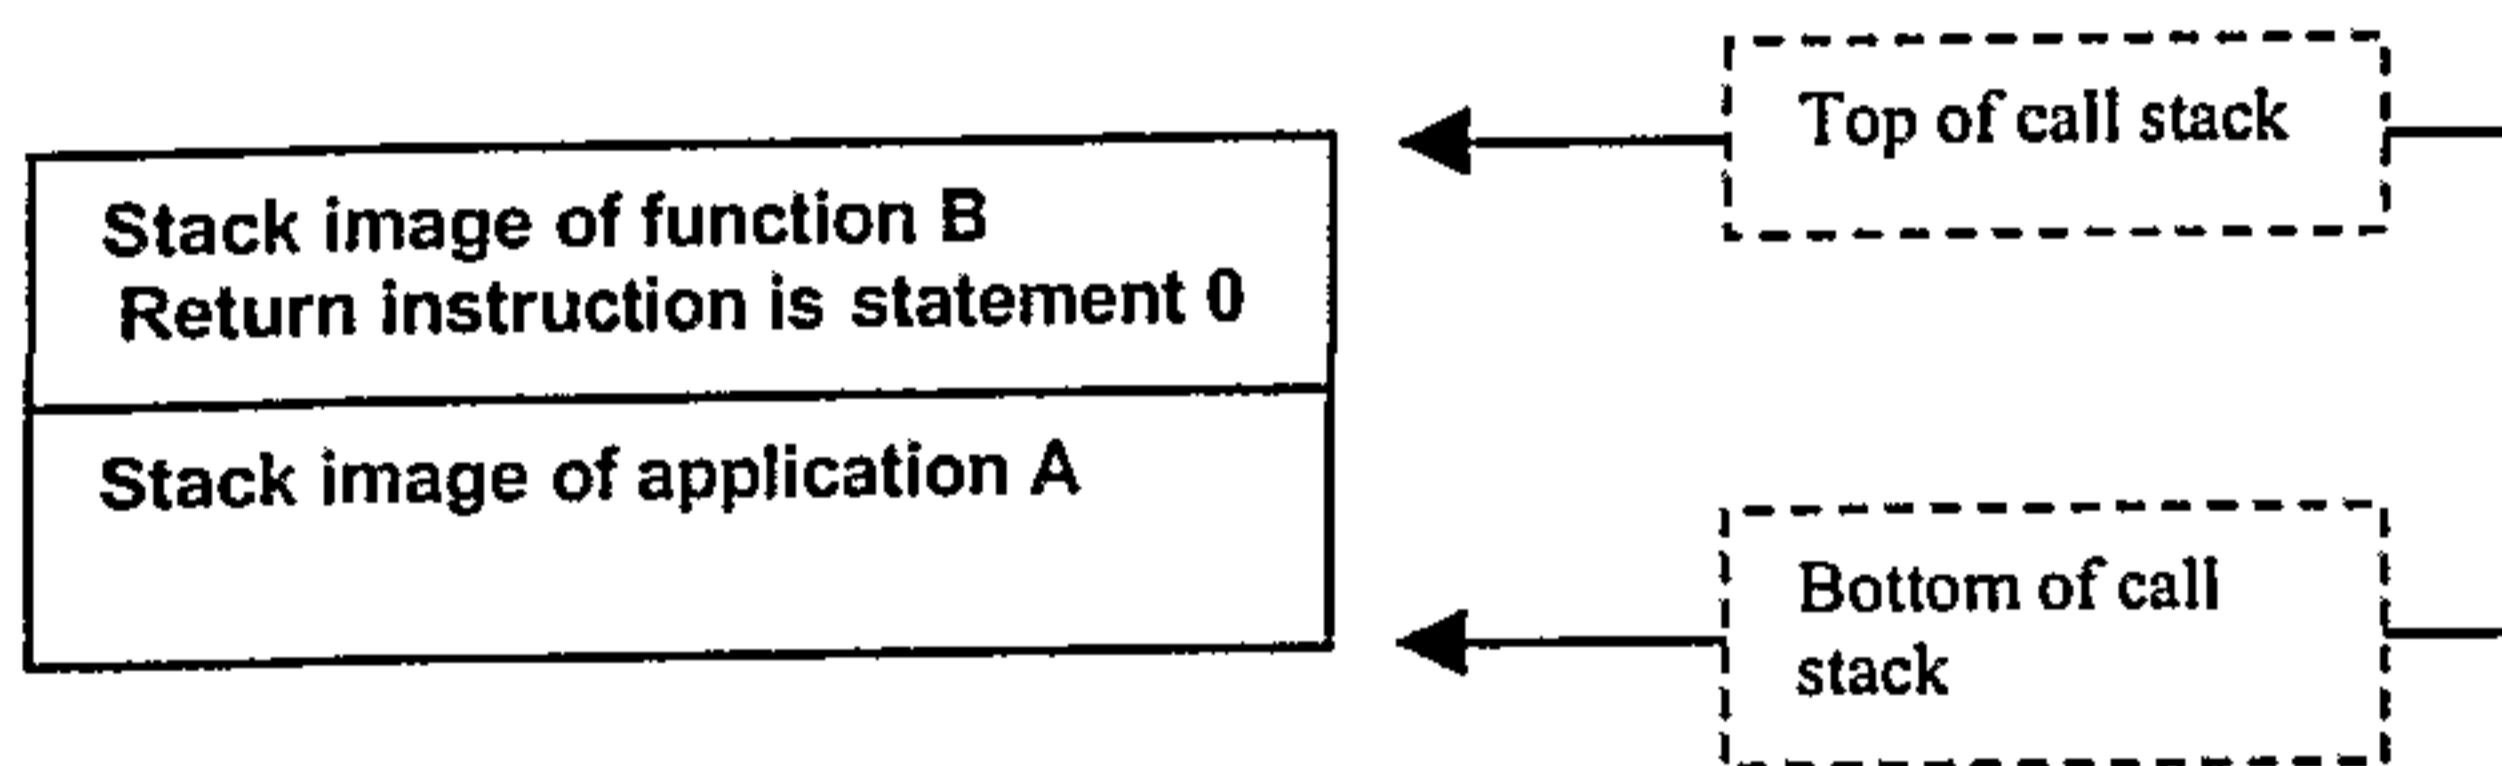 Top of call stack
Stack image of function B
Return instruction is statement 0
Stack image of application A
Bottom of call
stack